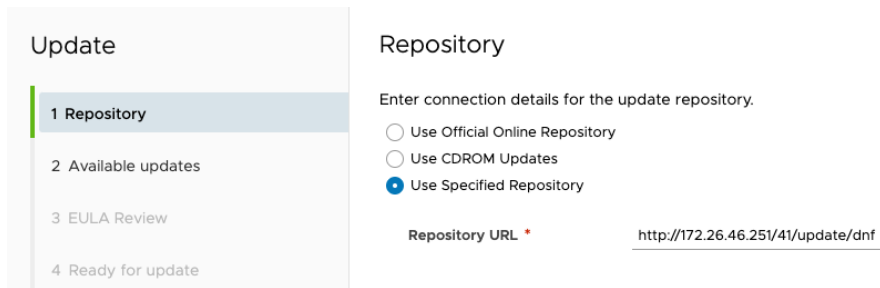 Update
1 Repository
2 Available updates
3 EULA Review
4 Ready for update
Repository
Enter connection details for the update repository.
Use Official Online Repository
Use CDROM Updates
Use Specified Repository
Repository URL * http://172.26.46.251/41/update/dnf